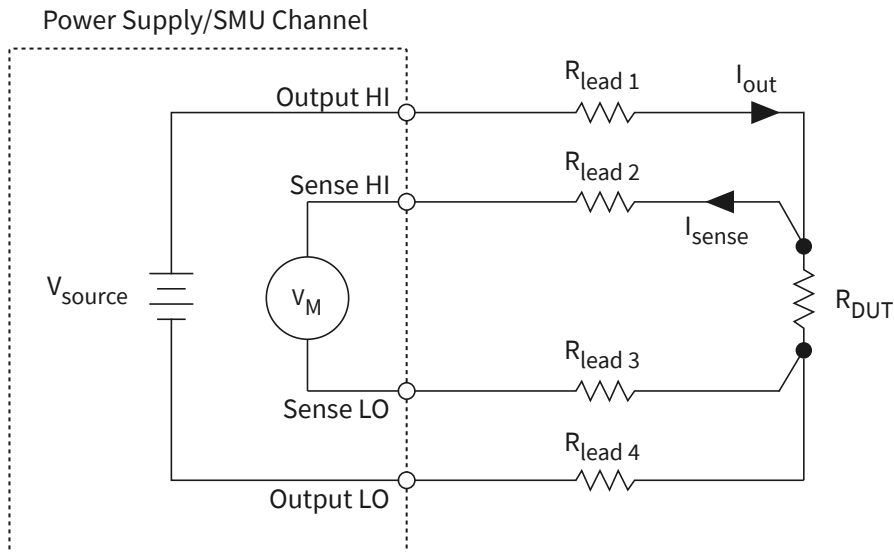 Power Supply/SMU Channel
Output HI
R_lead 1
I_out
Sense HI
R_lead 2
I_sense
V_source
V_M
R_DUT
R_lead 3
Sense LO
R_lead 4
Output LO